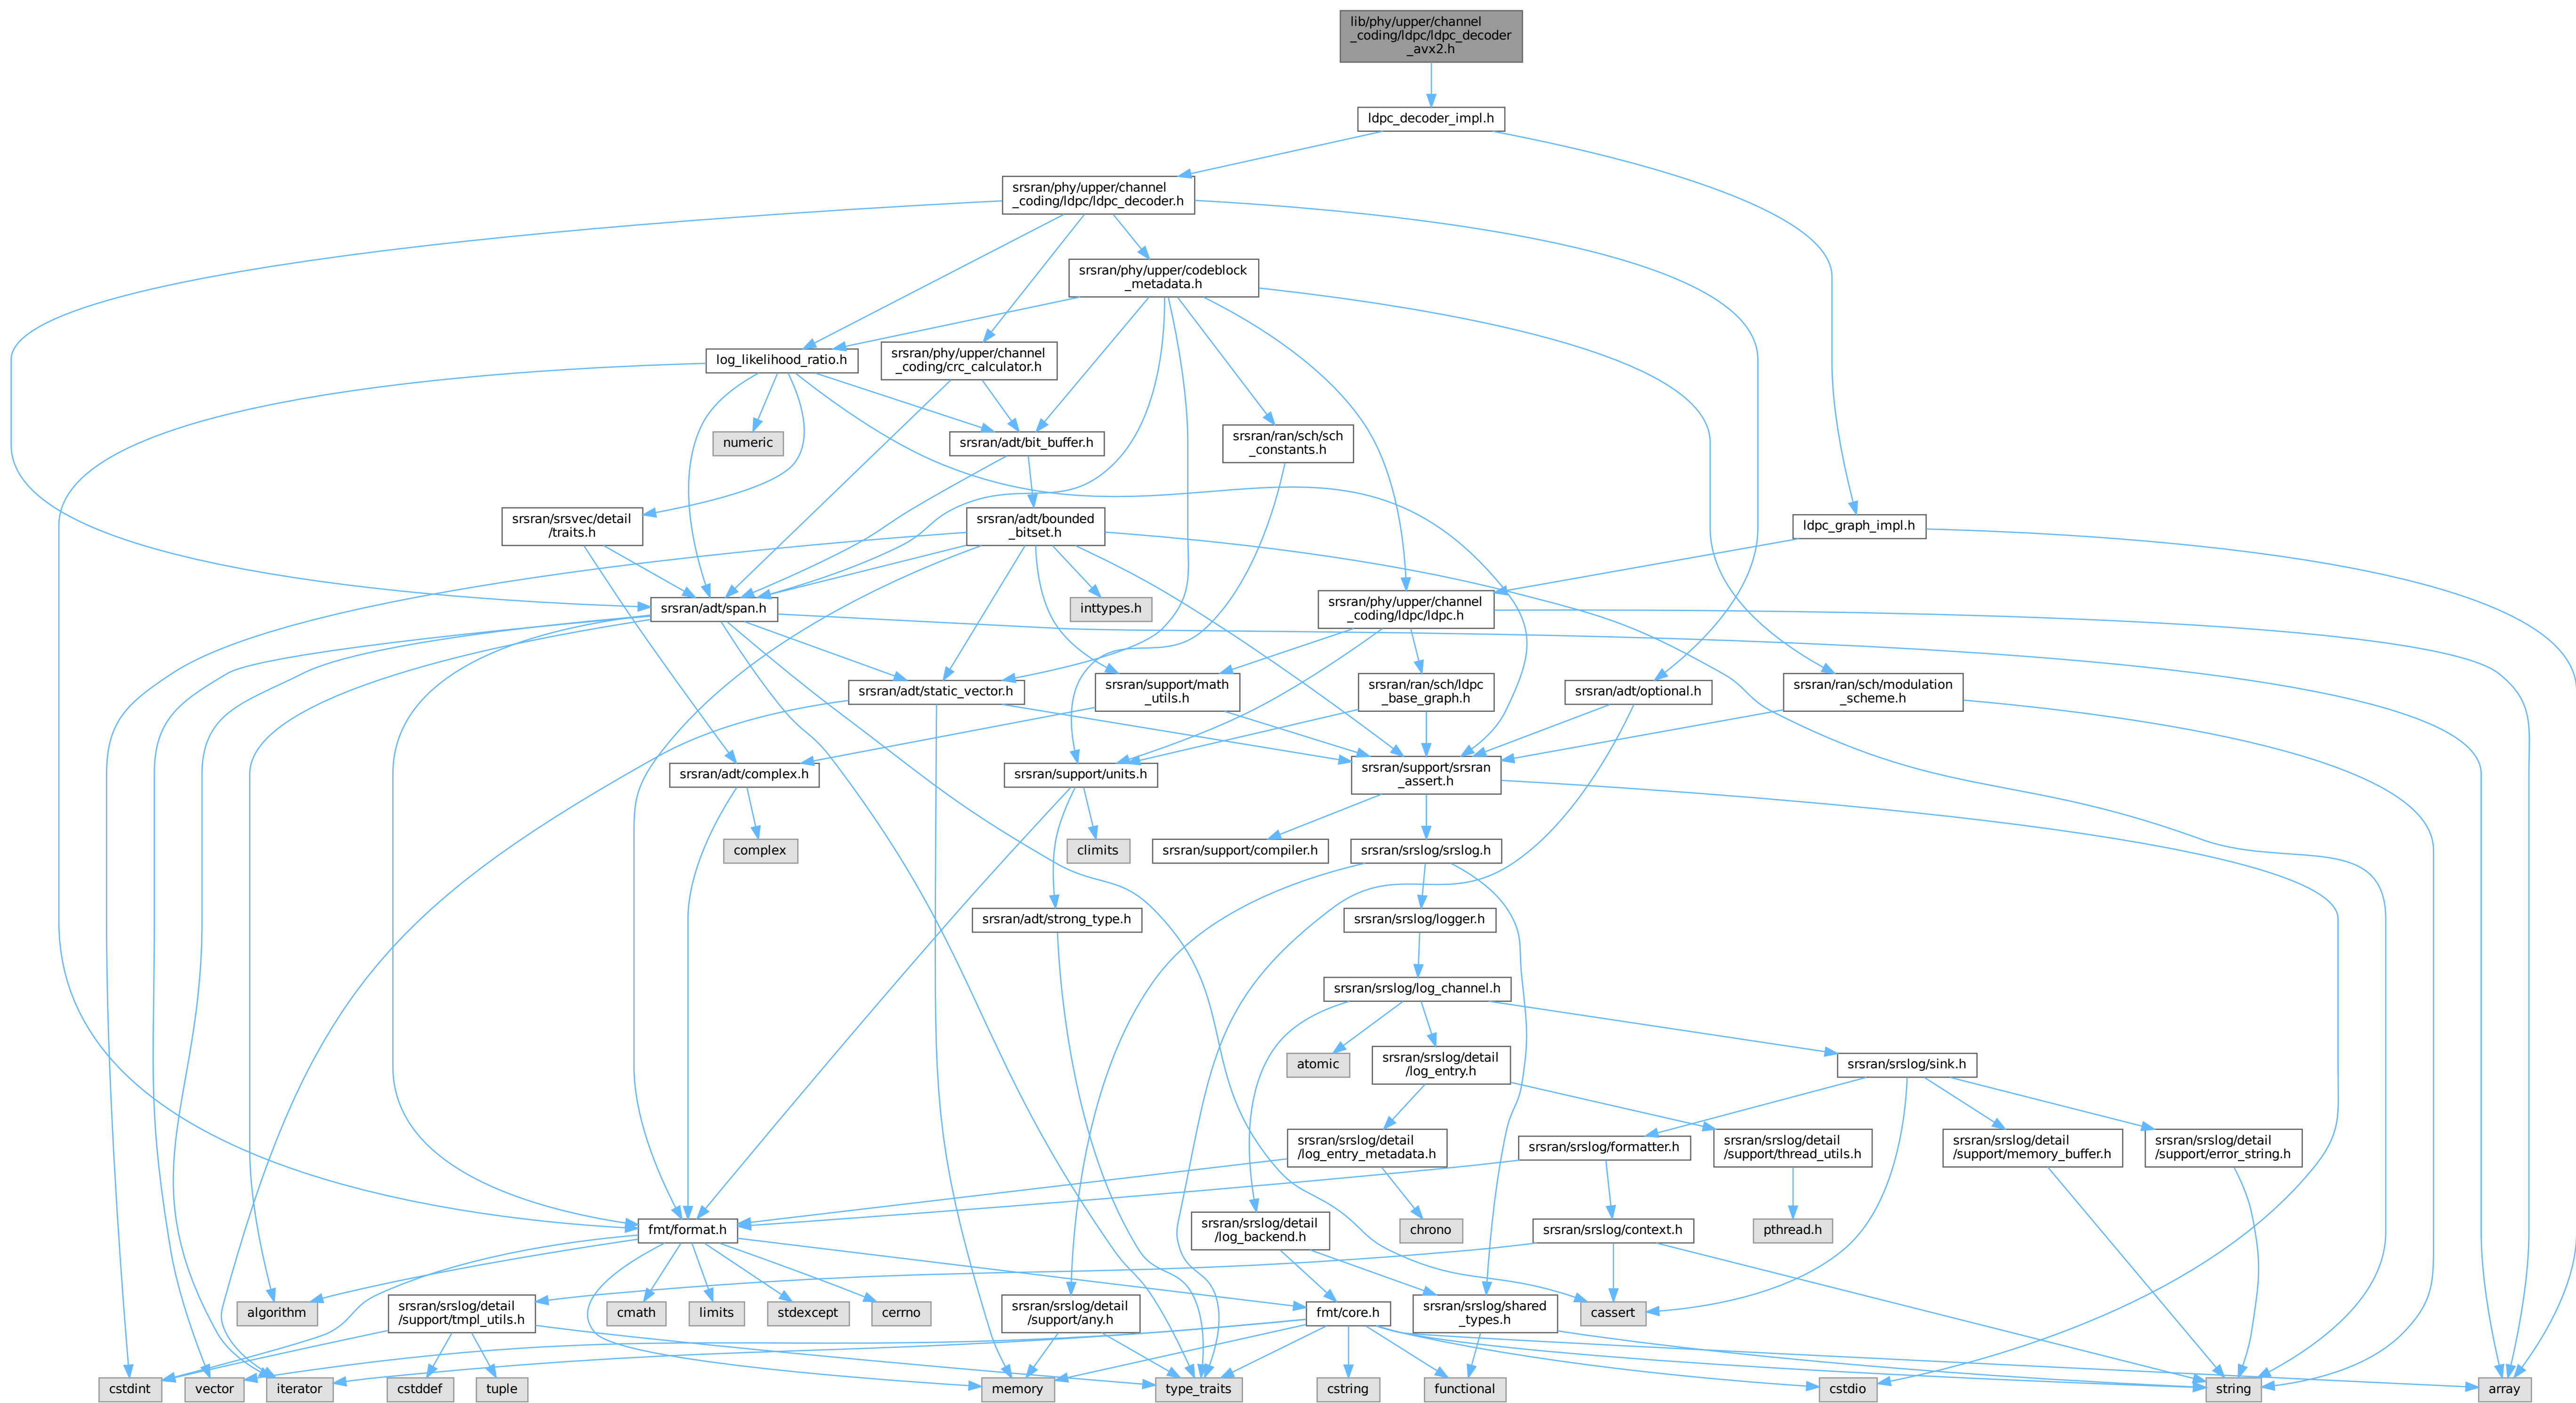 lib/phy/upper/channel
_coding/ldpc/ldpc_decoder
_avx2.h
ldpc_decoder_impl.h
srsran/phy/upper/channel
_coding/ldpc/ldpc_decoder.h
srsran/phy/upper/codeblock
_metadata.h
log_likelihood_ratio.h
srsran/phy/upper/channel
_coding/crc_calculator.h
numeric
srsran/adt/bit_buffer.h
srsran/ran/sch/sch
_constants.h
srsran/srsvec/detail
/traits.h
srsran/adt/bounded
_bitset.h
ldpc_graph_impl.h
srsran/adt/span.h
inttypes.h
srsran/phy/upper/channel
_coding/ldpc/ldpc.h
srsran/adt/static_vector.h
srsran/support/math
_utils.h
srsran/ran/sch/ldpc
_base_graph.h
srsran/adt/optional.h
srsran/ran/sch/modulation
_scheme.h
srsran/adt/complex.h
srsran/support/units.h
srsran/support/srsran
_assert.h
complex
climits
srsran/support/compiler.h
srsran/srslog/srslog.h
srsran/adt/strong_type.h
srsran/srslog/logger.h
srsran/srslog/log_channel.h
atomic
srsran/srslog/detail
/log_entry.h
srsran/srslog/sink.h
srsran/srslog/detail
/log_entry_metadata.h
srsran/srslog/formatter.h
srsran/srslog/detail
/support/thread_utils.h
srsran/srslog/detail
/support/memory_buffer.h
srsran/srslog/detail
/support/error_string.h
fmt/format.h
srsran/srslog/detail
/log_backend.h
chrono
srsran/srslog/context.h
pthread.h
algorithm
srsran/srslog/detail
/support/tmpl_utils.h
cmath
limits
stdexcept
cerrno
srsran/srslog/detail
/support/any.h
fmt/core.h
srsran/srslog/shared
_types.h
cassert
cstdint
vector
iterator
cstddef
tuple
memory
type_traits
cstring
functional
cstdio
string
array